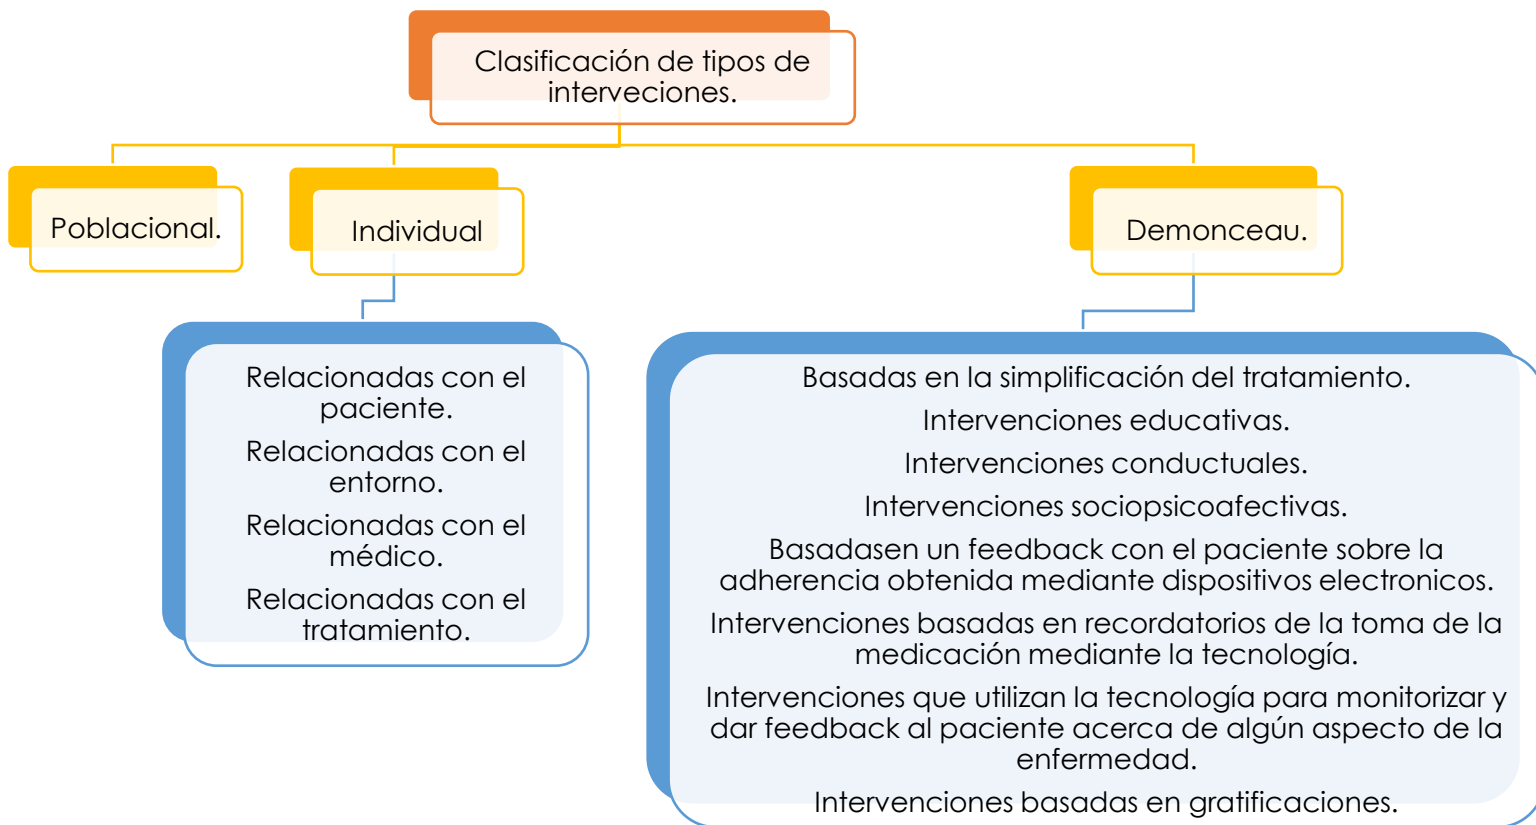 Clasificación de tipos de
interveciones.
Poblacional.
Individual
Demonceau.
Relacionadas con el
paciente.
Relacionadas con el
entorno.
Relacionadas con el
médico.
Relacionadas con el
tratamiento.
Basadas en la simplificación del tratamiento.
Intervenciones educativas.
Intervenciones conductuales.
Intervenciones sociopsicoafectivas.
Basadasen un feedback con el paciente sobre la
adherencia obtenida mediante dispositivos electronicos.
Intervenciones basadas en recordatorios de la toma de la
medicación mediante la tecnología.
Intervenciones que utilizan la tecnología para monitorizar y
dar feedback al paciente acerca de algún aspecto de la
enfermedad.
Intervenciones basadas en gratificaciones.